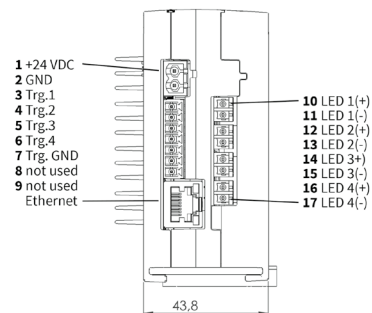 1 +24 VDC
2 GND
3 Trg.1
4 Trg.2
5 Trg.3
6 Trg.4
7 Trg. GND
8 not used
9 not used
Ethernet
10 LED 1(+)
11 LED 1(-)
12 LED 2(+)
13 LED 2(-)
14 LED 3+)
15 LED 3(-)
16 LED 4(+)
17 LED 4(-)
43,8